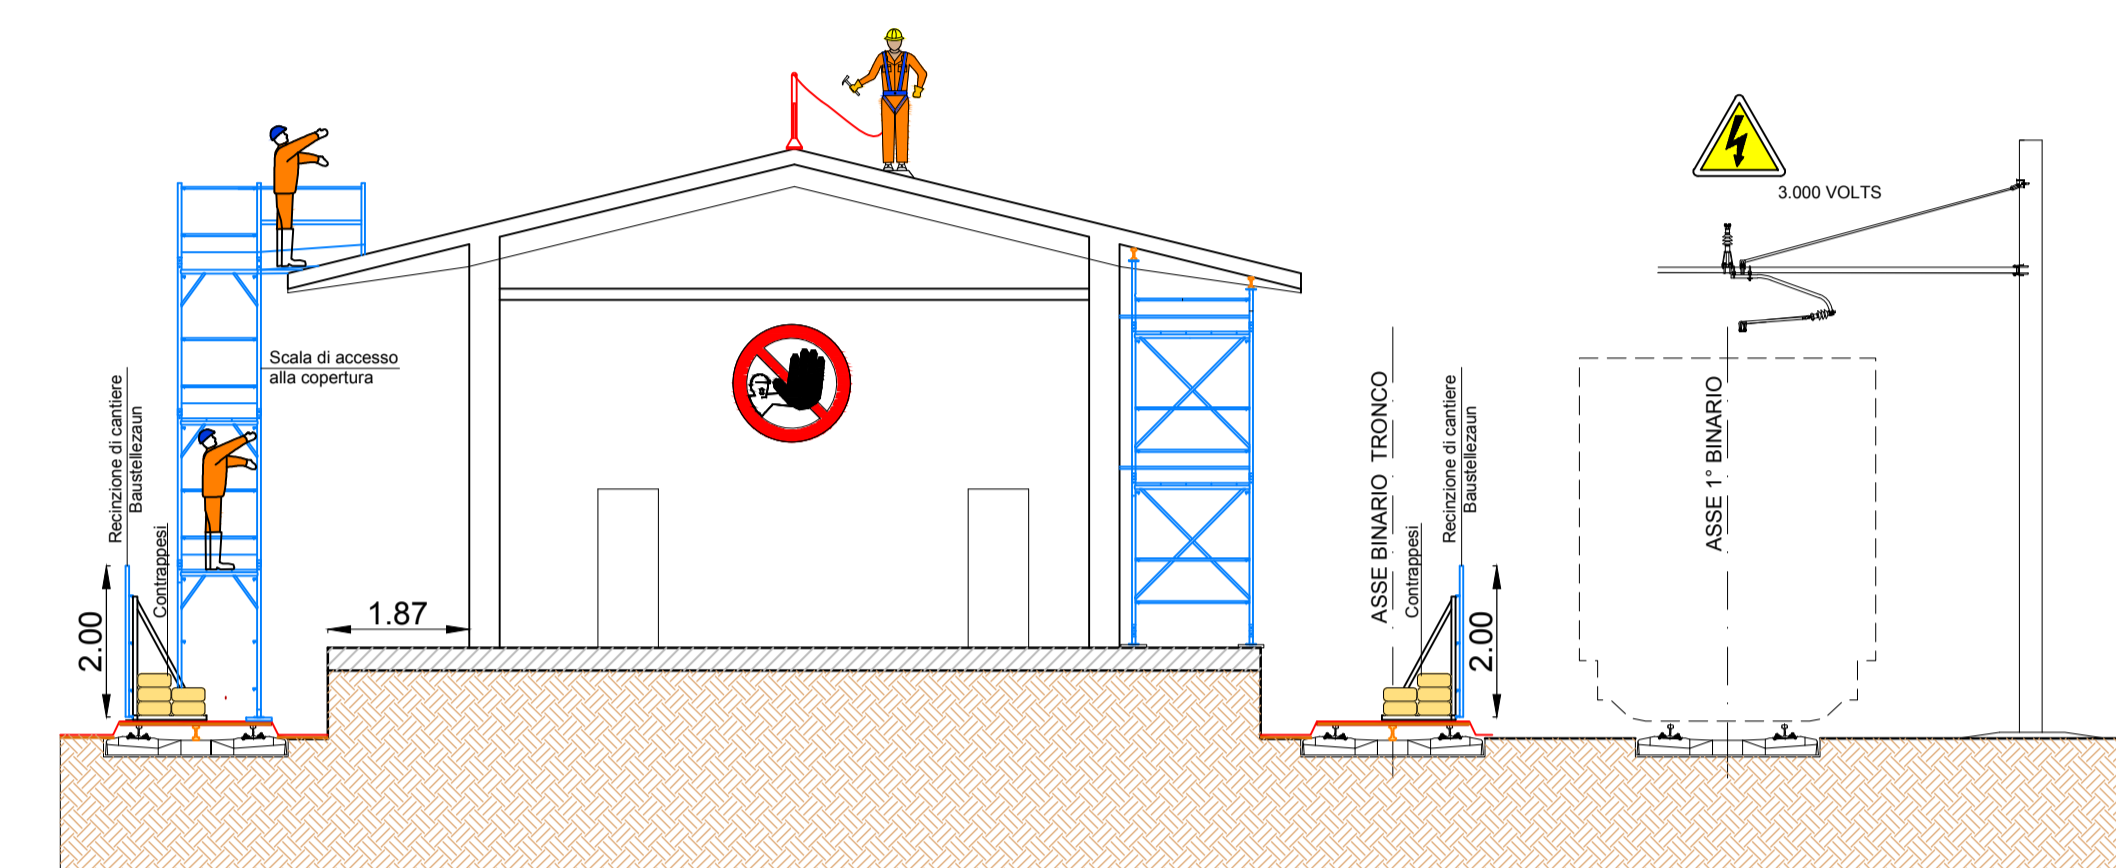 3.000 VOLTS
Scala di accesso
alla copertura
Recinzione di cantiere
Baustellezaun
Contrappesi
2.00
1.87
ASSE BINARIO TRONCO
Contrappesi
Recinzione di cantiere
Baustellezaun
2.00
ASSE 1° BINARIO